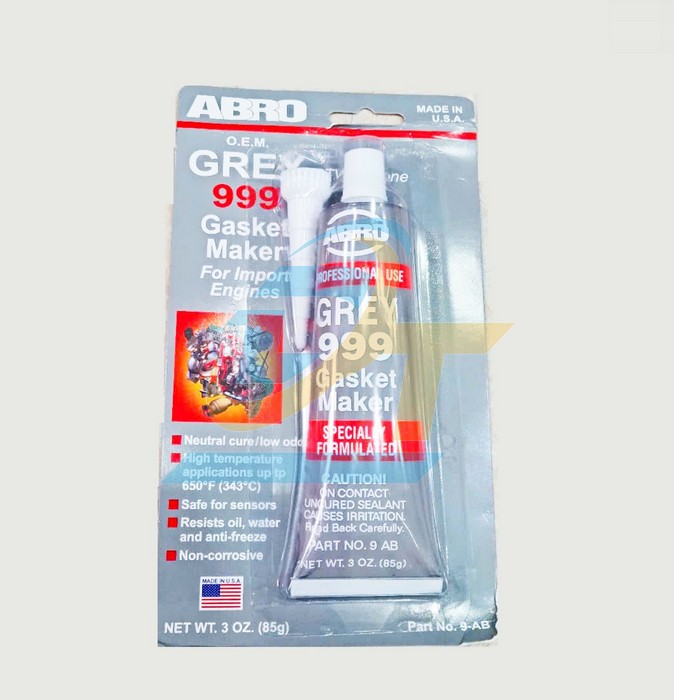 ABRO
MADE IN
U.S.A.
O.E.M.
GREY
999
Gasket
Maker
For Import
Engines
Neutral cure/low odo
High temperature
applications up to
650°F (343°C)
Safe for sensors
Resists oil, water
and anti-freeze
Non-corrosive
MADE IN U.S.A
NET WT. 3 OZ. (85g)
Part No. 9-AB
ABRO
PROFESSIONAL USE
GREY
999
Gasket
Maker
SPECIALLY
FORMULATED
CAUTION!
ON CONTACT
UNCURED SEALANT
CAUSES IRRITATION.
Read Back Carefully.
PART NO. 9 AB
NET WT. 3 OZ. (85g)